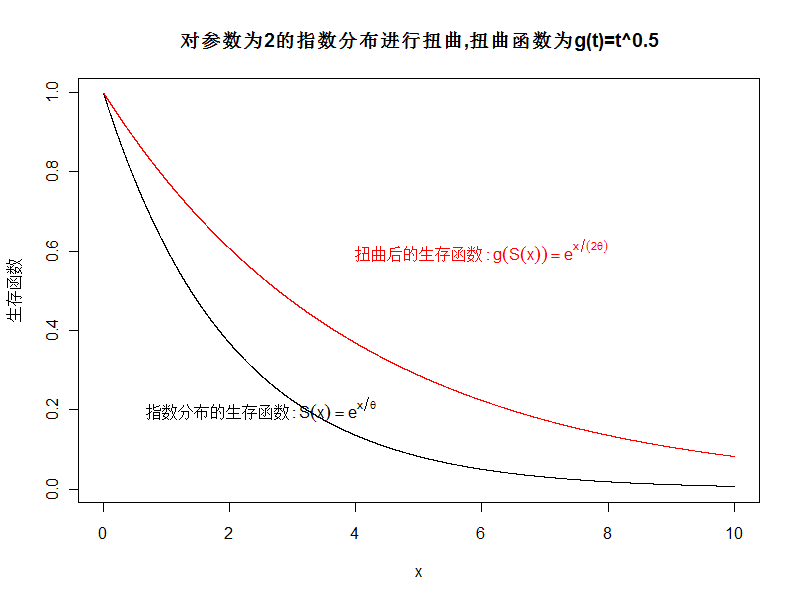 对参数为2的指数分布进行扭曲,扭曲函数为g(t)=t^0.5
生存函数
1.0
0.8
0.6
0.4
0.2
0.0
扭曲后的生存函数:g(S(x))=e^x/(2θ)
指数分布的生存函数:S(x)=e^x/θ
0 2 4 6 8 10
x